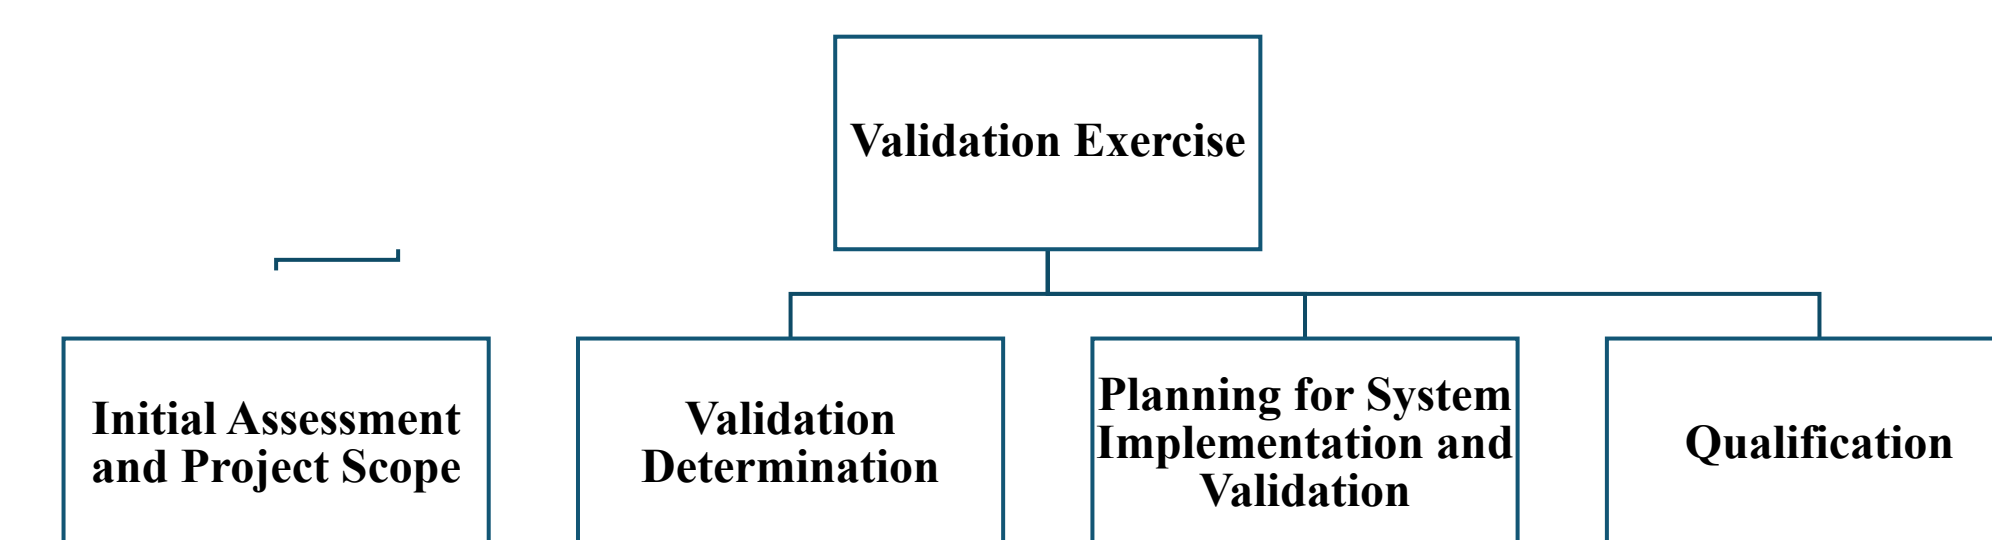 Validation Exercise
Initial Assessment
and Project Scope
Validation
Determination
Planning for System
Implementation and
Validation
Qualification